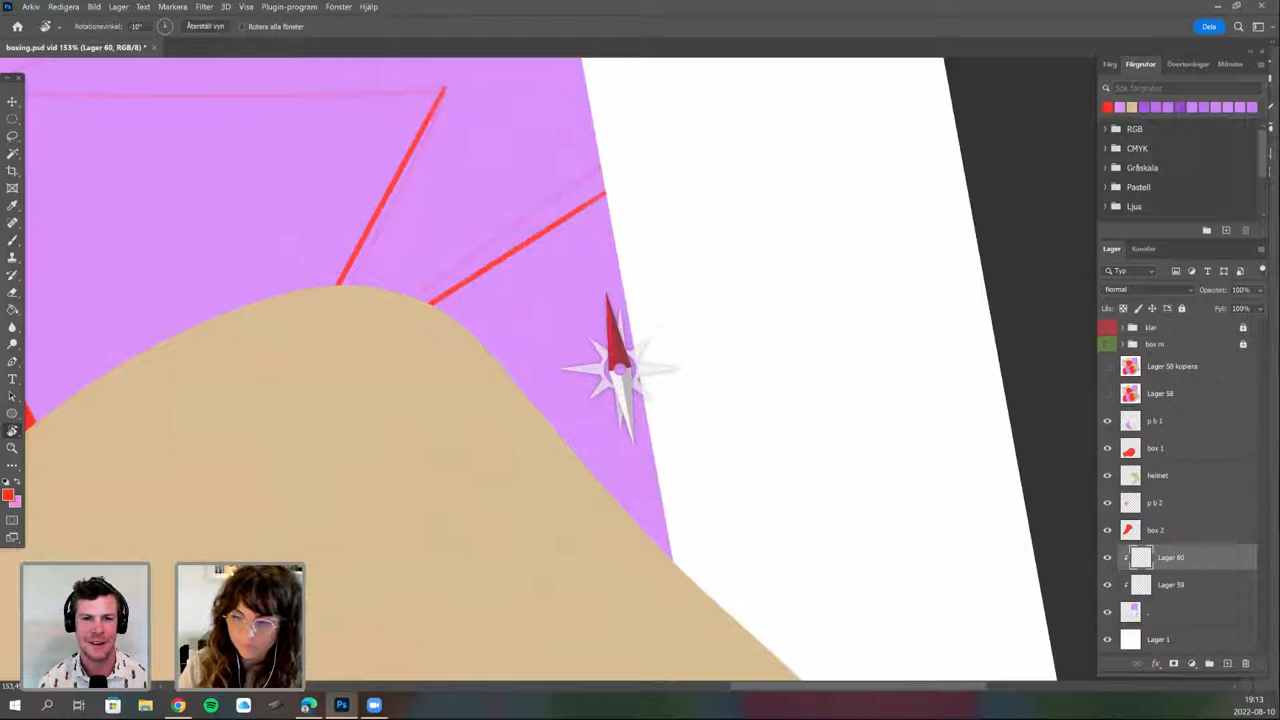 Arkiv Redigera Bild Lager Text Markera Filter 3D Visa Plugin-program Fönster Hjälp
Rotationsvinkel: -10° Återställ vyn Rotera alla fönster Dela
boxing.psd vid 153% (Lager 60, RGB/8) *
Färg Färgrutor Övertoningar Mönster
Sök färgrutor
RGB
CMYK
Gråskala
Pastell
Ljus
Lager Kanaler
Typ
Normal Opacitet: 100%
Lås: Fyll: 100%
klar
box m
Lager 58 kopiera
Lager 58
p b 1
box 1
helmet
p b 2
box 2
Lager 60
Lager 59
Lager 1
fx
Ps
19:13
2022-08-10